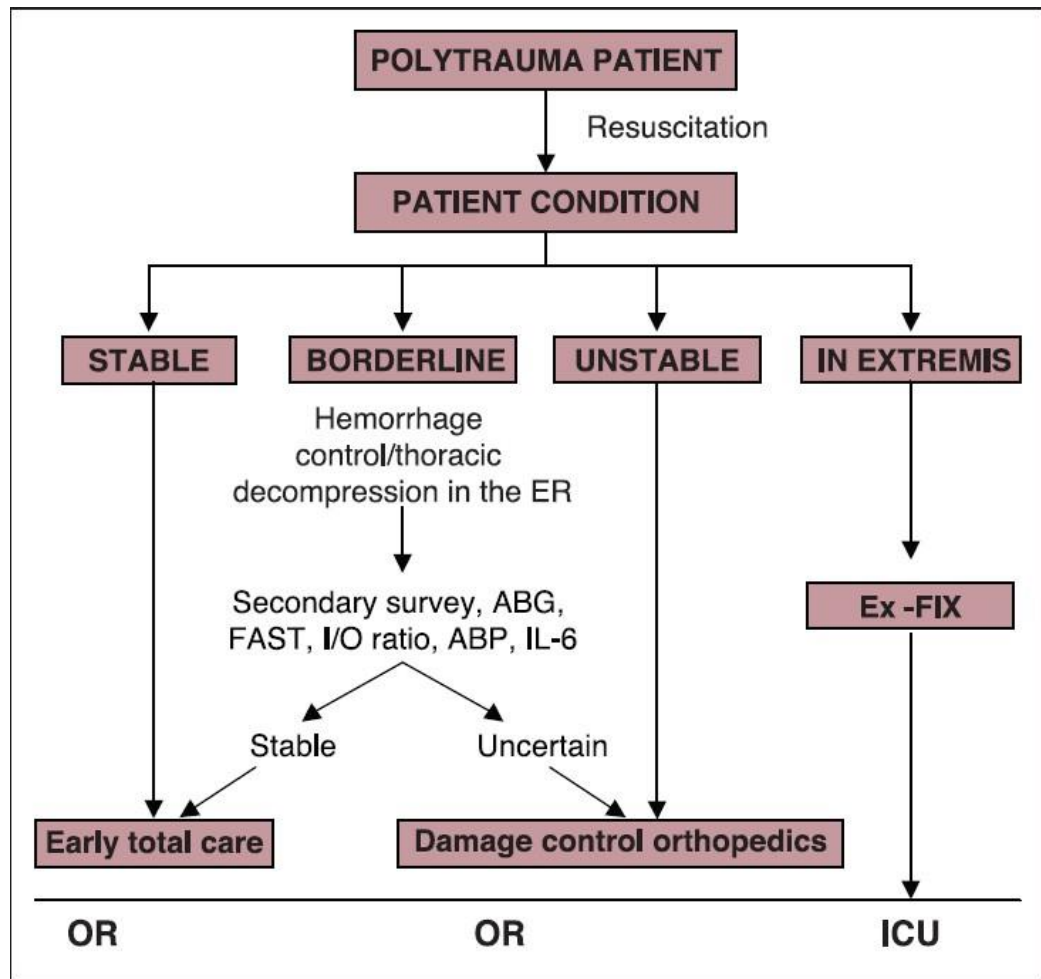 POLYTRAUMA PATIENT
Resuscitation
PATIENT CONDITION
STABLE
BORDERLINE
UNSTABLE
IN EXTREMIS
Hemorrhage
control/thoracic
decompression in the ER
Secondary survey, ABG,
FAST, I/O ratio, ABP, IL-6
Ex -FIX
Stable
Uncertain
Early total care
Damage control orthopedics
OR
OR
ICU